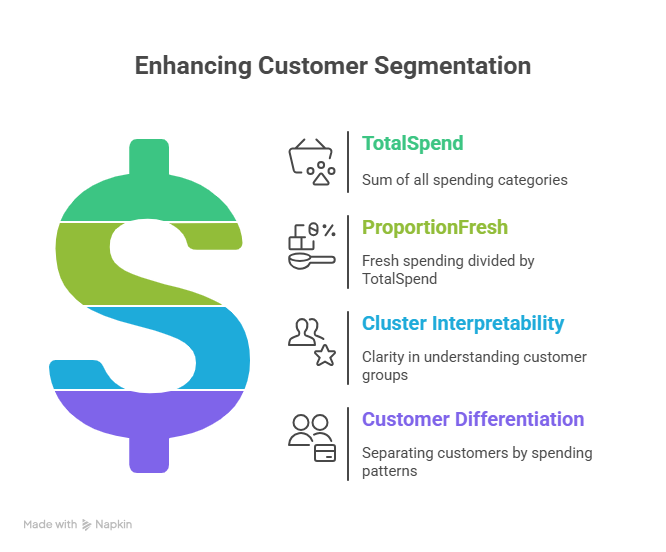 Enhancing Customer Segmentation
TotalSpend
Sum of all spending categories
0 %
ProportionFresh
Fresh spending divided by
TotalSpend
Cluster Interpretability
Clarity in understanding customer
groups
Customer Differentiation
Separating customers by spending
patterns
Made with Napkin